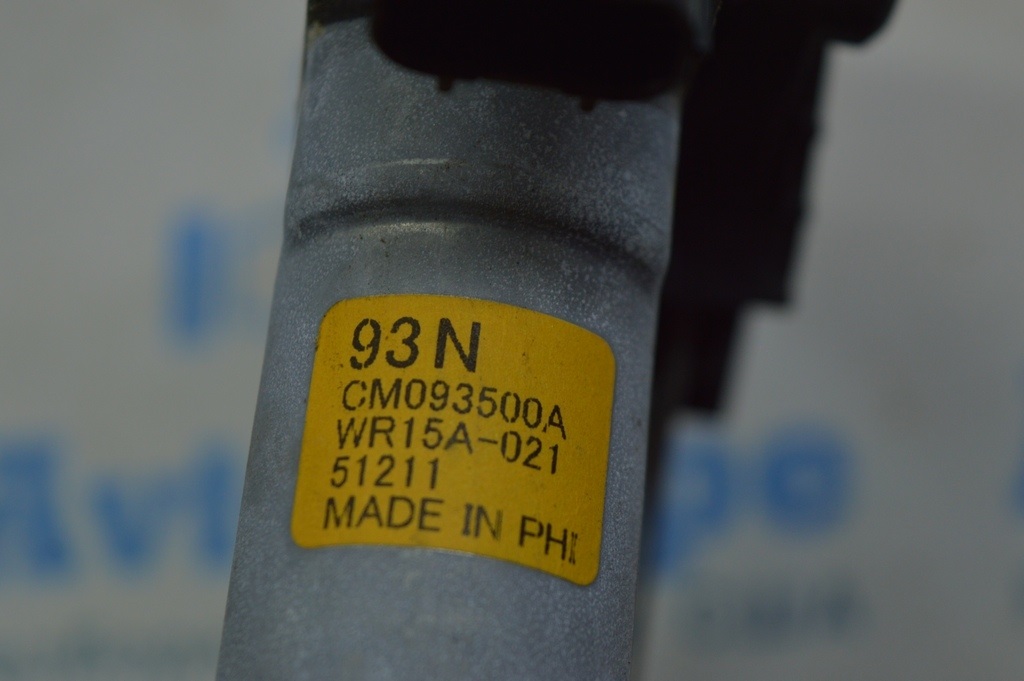 93N
CM093500A
WR15A-021
51211
MADE IN PHI